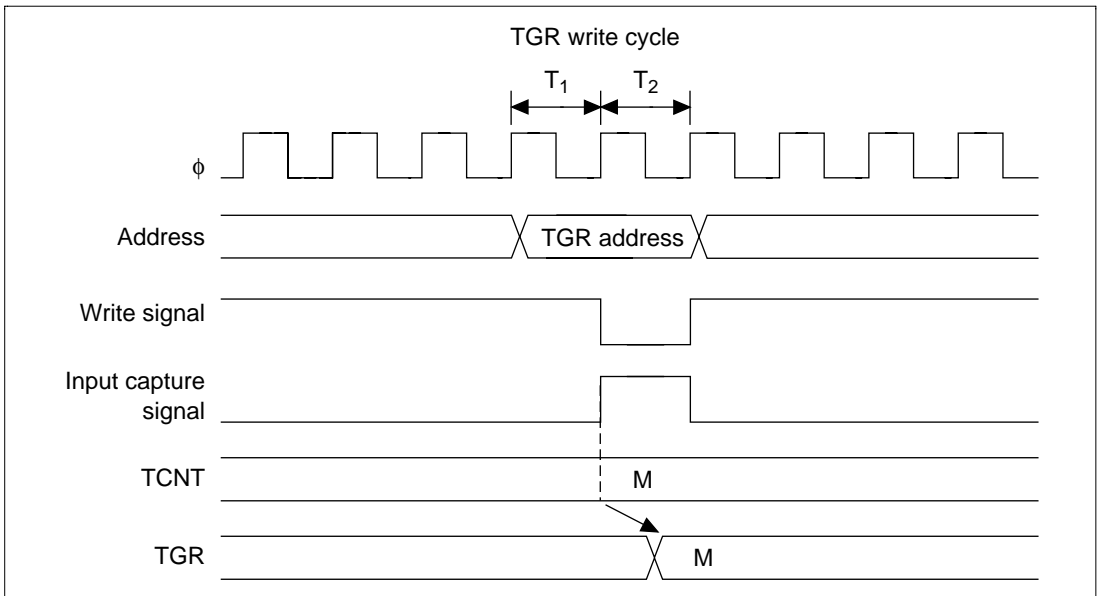 TGR write cycle
T1 T2
ϕ
Address TGR address
Write signal
Input capture
signal
TCNT M
TGR M